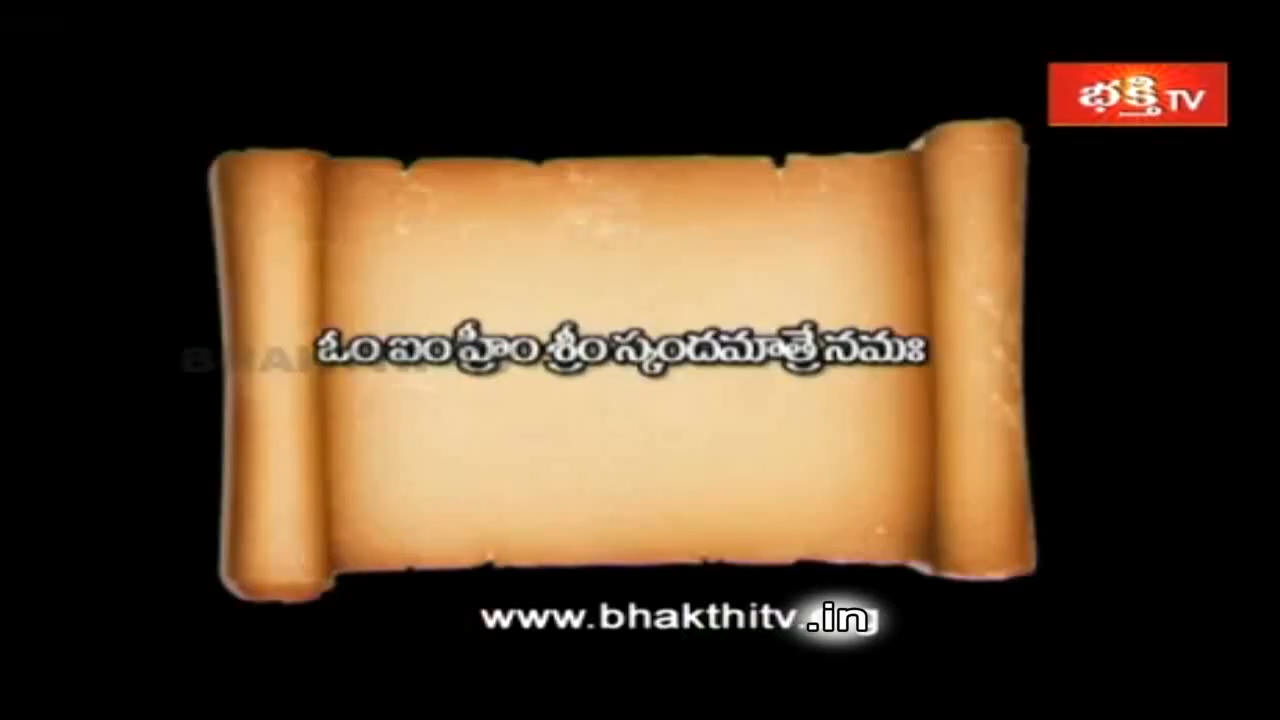 భక్తి TV
ఓం ఐం హ్రీం శ్రీం స్కందమాత్రే నమః
www.bhakthitv.in